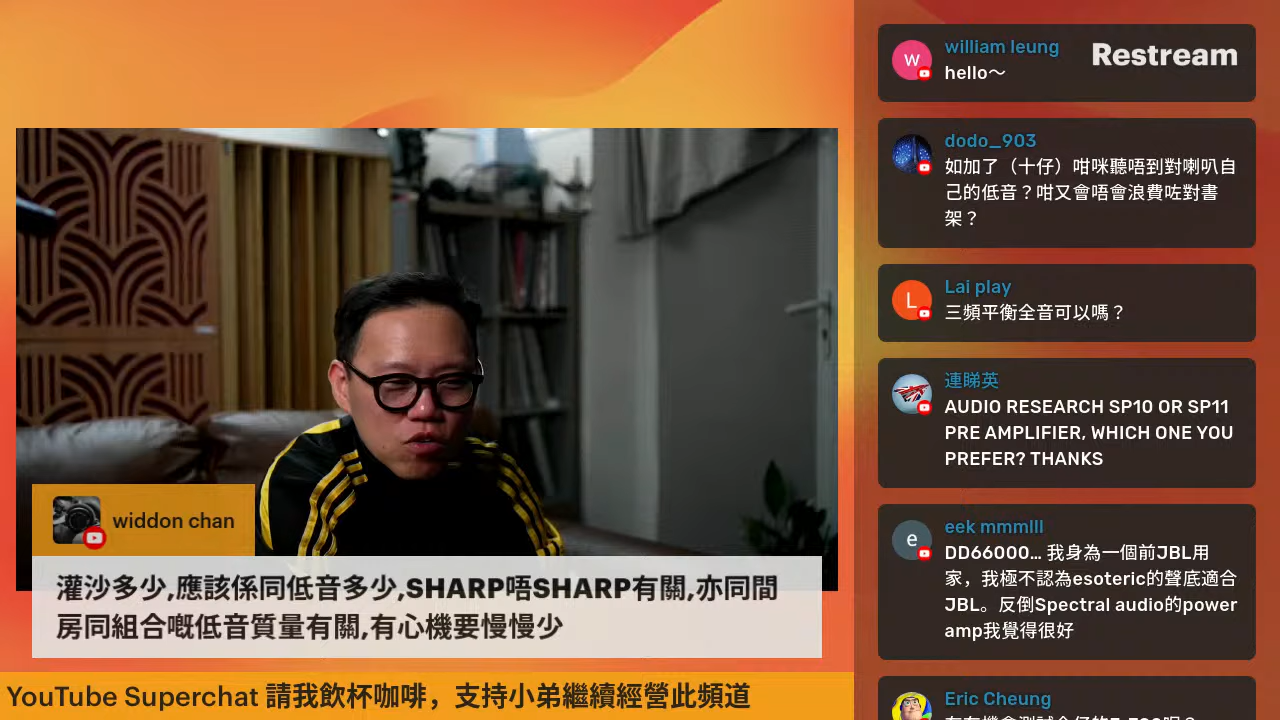 widdon chan
灌沙多少,應該係同低音多少,SHARP唔SHARP有關,亦同間
房同組合嘅低音質量有關,有心機要慢慢少
YouTube Superchat 請我飲杯咖啡，支持小弟繼續經營此頻道
Restream
W
william leung
hello～
dodo_903
如加了（十仔）咁咪聽唔到對喇叭自
己的低音？咁又會唔會浪費咗對書
架？
L
Lai play
三頻平衡全音可以嗎？
連睇英
AUDIO RESEARCH SP10 OR SP11
PRE AMPLIFIER, WHICH ONE YOU
PREFER? THANKS
e
eek mmmlll
DD66000... 我身為一個前JBL用
家，我極不認為esoteric的聲底適合
JBL。反倒Spectral audio的power
amp我覺得很好
Eric Cheung